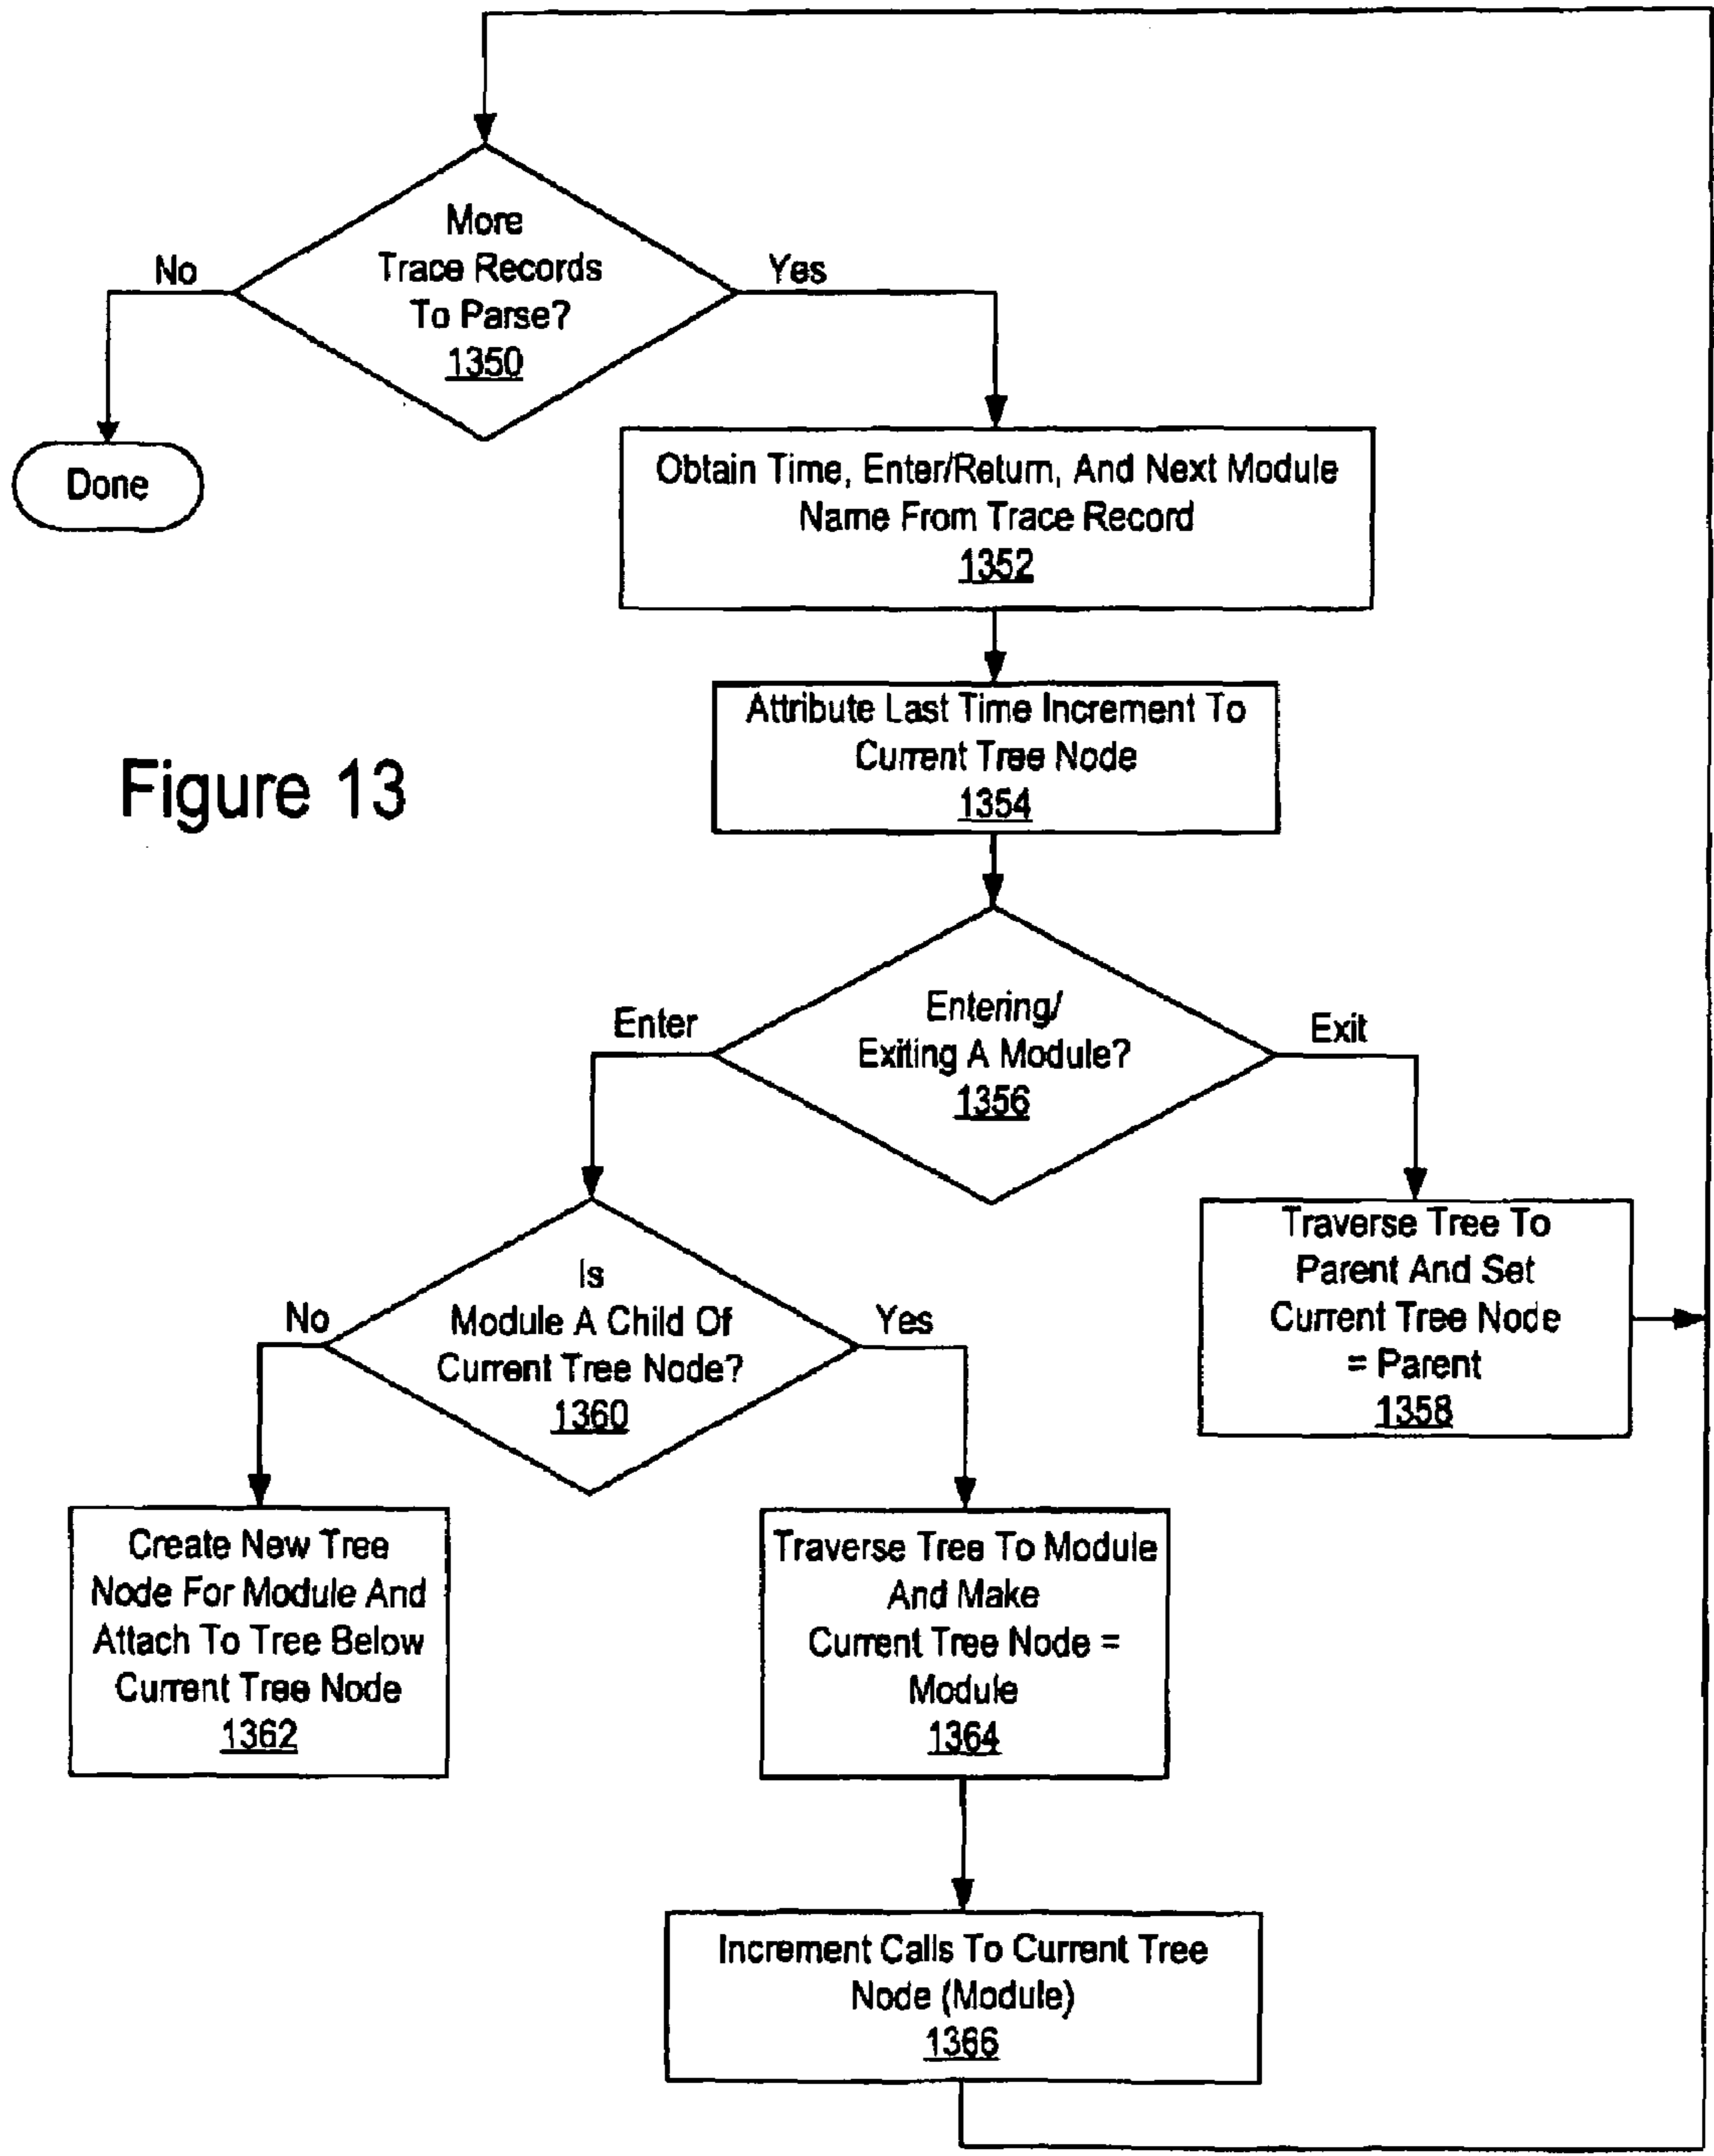 No
More
Trace Records
To Parse?
1350
Yes
Done
Obtain Time, Enter/Return, And Next Module
Name From Trace Record
1352
Attribute Last Time Increment To
Current Tree Node
1354
Figure 13
Enter
Entering/
Exiting A Module?
1356
Exit
Traverse Tree To
Parent And Set
Current Tree Node
= Parent
1358
No
Is
Module A Child Of
Current Tree Node?
1360
Yes
Create New Tree
Node For Module And
Attach To Tree Below
Current Tree Node
1362
Traverse Tree To Module
And Make
Current Tree Node =
Module
1364
Increment Calls To Current Tree
Node (Module)
1366